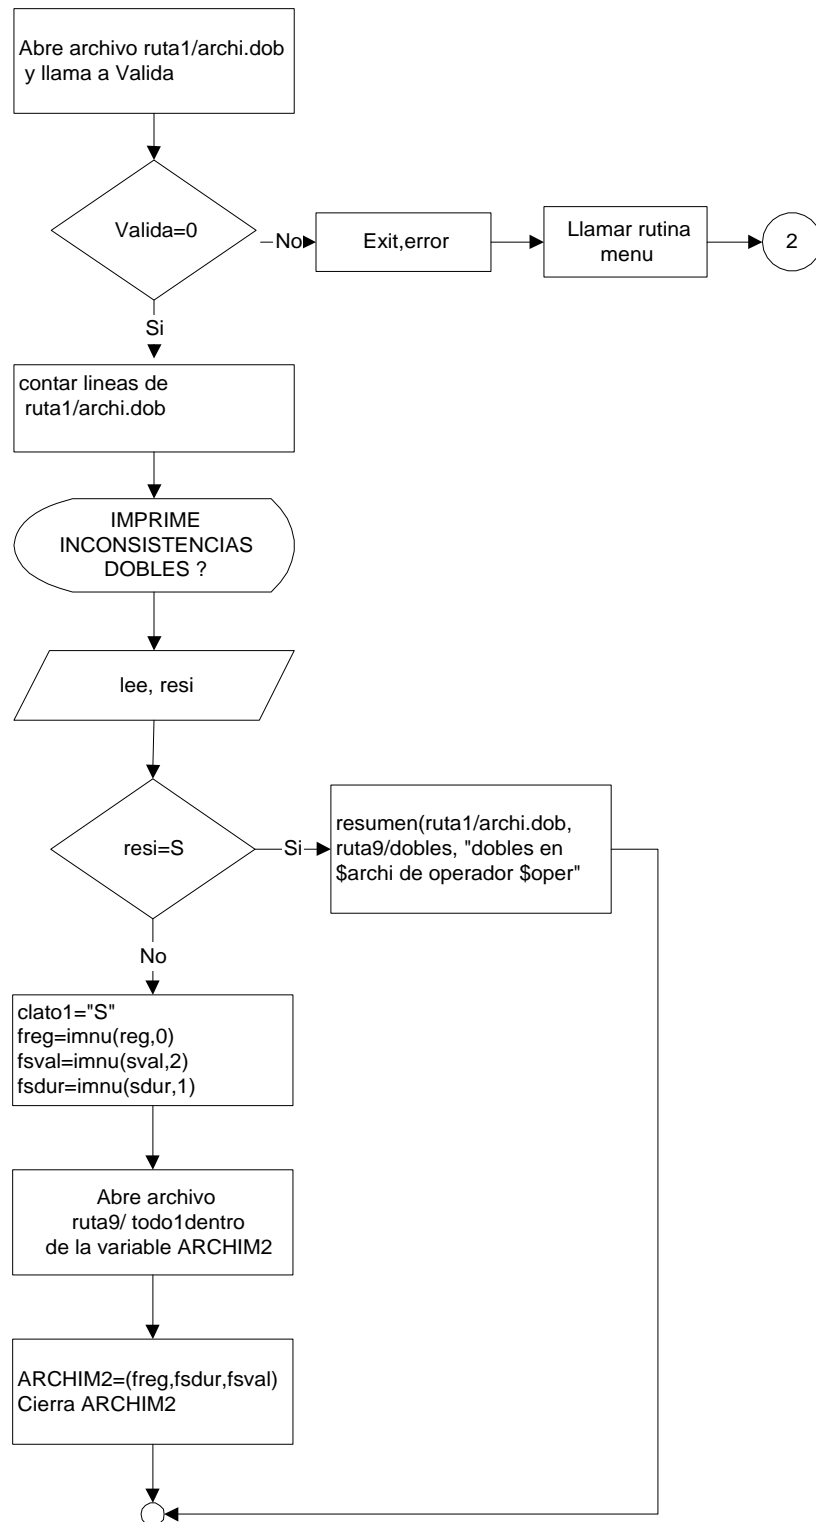 Abre archivo ruta1/archi.dob
y llama a Valida
Valida=0
No
Exit,error
Llamar rutina
menu
2
Si
contar lineas de
ruta1/archi.dob
IMPRIME
INCONSISTENCIAS
DOBLES ?
lee, resi
resi=S
Si
resumen(ruta1/archi.dob,
ruta9/dobles, "dobles en
$archi de operador $oper"
No
clato1="S"
freg=imnu(reg,0)
fsval=imnu(sval,2)
fsdur=imnu(sdur,1)
Abre archivo
ruta9/ todo1dentro
de la variable ARCHIM2
ARCHIM2=(freg,fsdur,fsval)
Cierra ARCHIM2